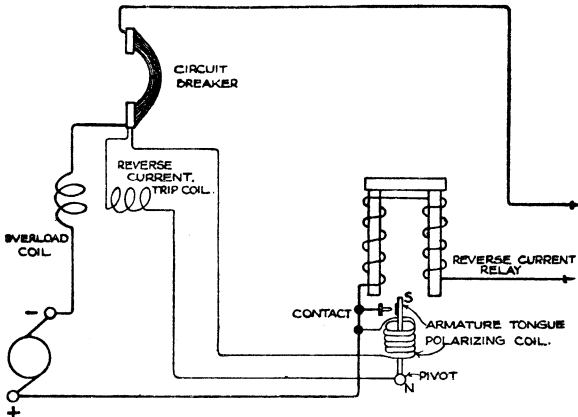 CIRCUIT
BREAKER
REVERSE
CURRENT.
TRIP COIL.
OVERLOAD
COIL
REVERSE CURRENT
RELAY
CONTACT
S
ARMATURE TONGUE
POLARIZING COIL.
PIVOT
N
-
+